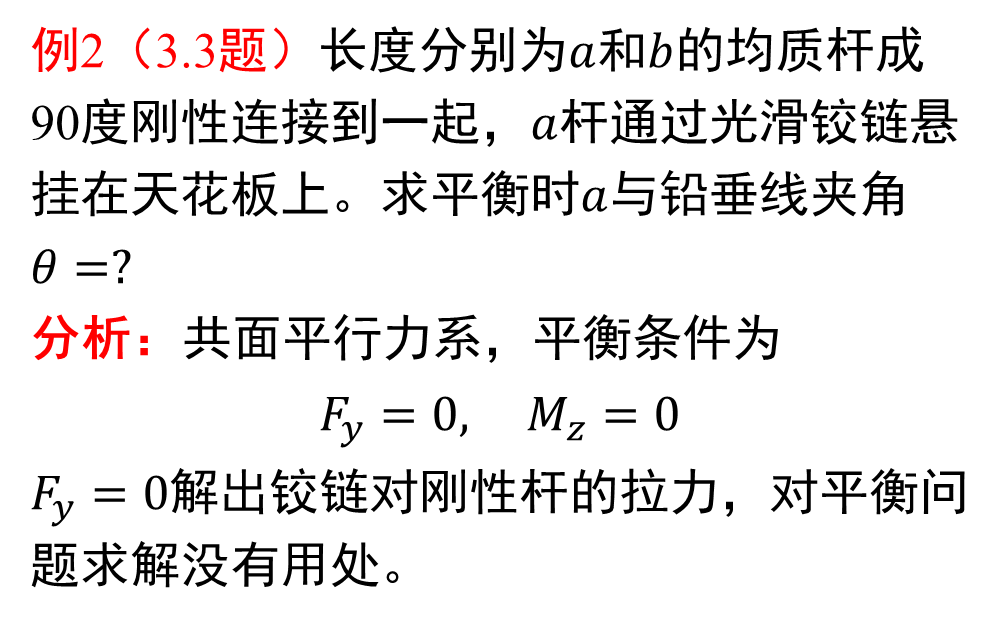 例2（3.3题）长度分别为a和b的均质杆成
90度刚性连接到一起，a杆通过光滑铰链悬
挂在天花板上。求平衡时a与铅垂线夹角
θ =?
分析：共面平行力系，平衡条件为
F_y = 0, M_z = 0
F_y = 0解出铰链对刚性杆的拉力，对平衡问
题求解没有用处。